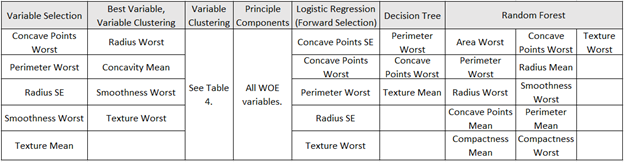 Variable Selection
Best Variable,
Variable Clustering
Variable
Clustering
Principle
Components
Logistic Regression
(Forward Selection)
Decision Tree
Random Forest
Concave Points
Worst
Radius Worst
See Table
4.
All WOE
variables.
Concave Points SE
Perimeter
Worst
Area Worst
Concave
Points Worst
Texture
Worst
Perimeter Worst
Concavity Mean
Concave Points
Worst
Concave
Points Worst
Perimeter
Worst
Radius Mean
Radius SE
Smoothness Worst
Perimeter Worst
Texture Mean
Radius Worst
Smoothness
Worst
Smoothness Worst
Texture Worst
Radius SE
Concave Points
Mean
Perimeter
Mean
Texture Mean
Texture Worst
Compactness
Mean
Compactness
Worst